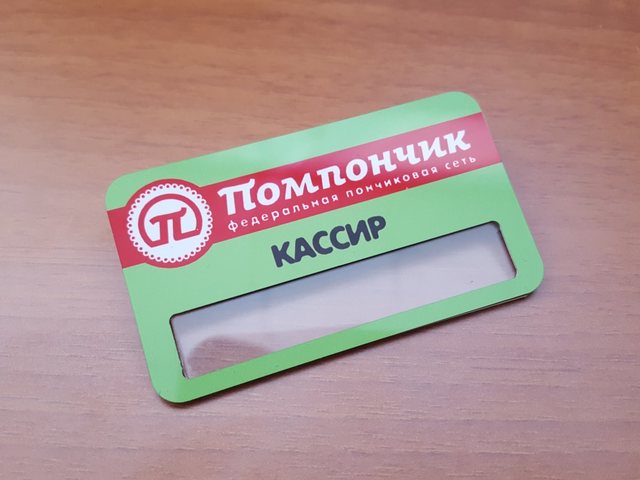 П
Помпончик
федеральная пончиковая сеть
КАССИР